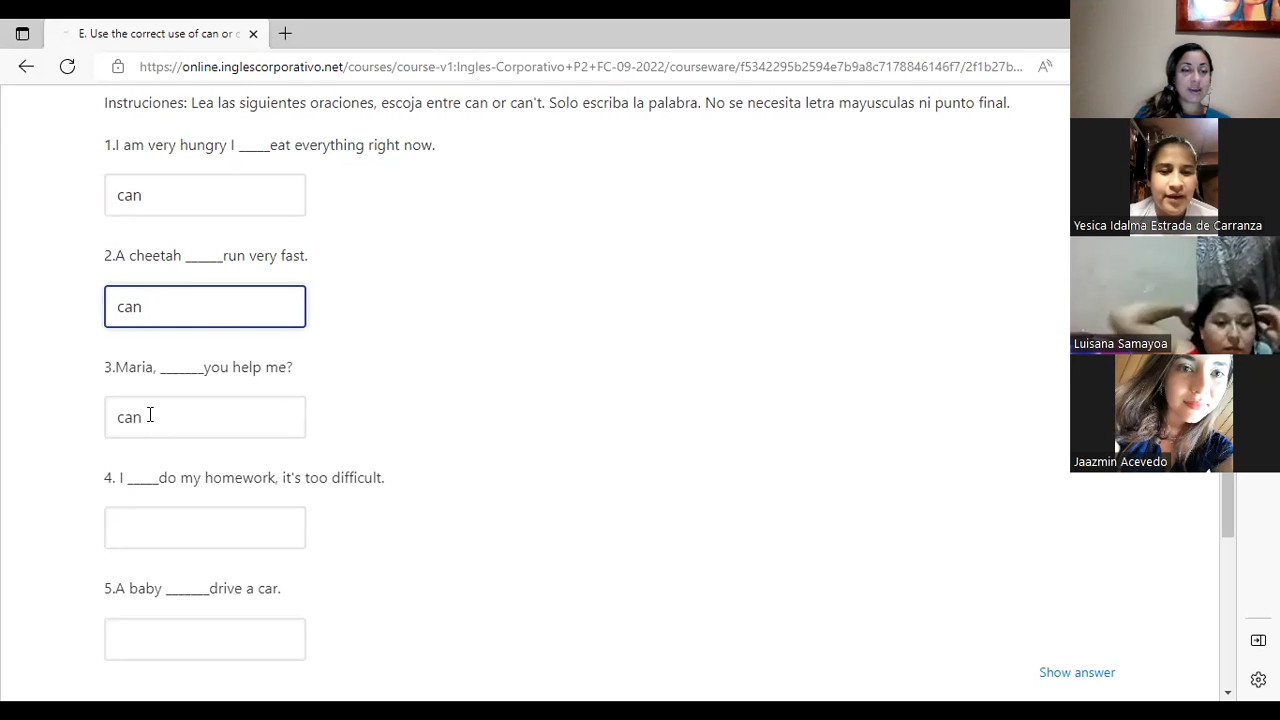 E. Use the correct use of can or c
https://online.inglescorporativo.net/courses/course-v1:Ingles-Corporativo+P2+FC-09-2022/courseware/f5342295b2594e7b9a8c7178846146f7/2f1b27b...
Instruciones: Lea las siguientes oraciones, escoja entre can or can't. Solo escriba la palabra. No se necesita letra mayusculas ni punto final.
1.I am very hungry I _____eat everything right now.
can
2.A cheetah ______run very fast.
can
3.Maria, _______you help me?
can
4. I _____do my homework, it's too difficult.
5.A baby _______drive a car.
Show answer
Yesica Idalma Estrada de Carranza
Luisana Samayoa
Jaazmin Acevedo